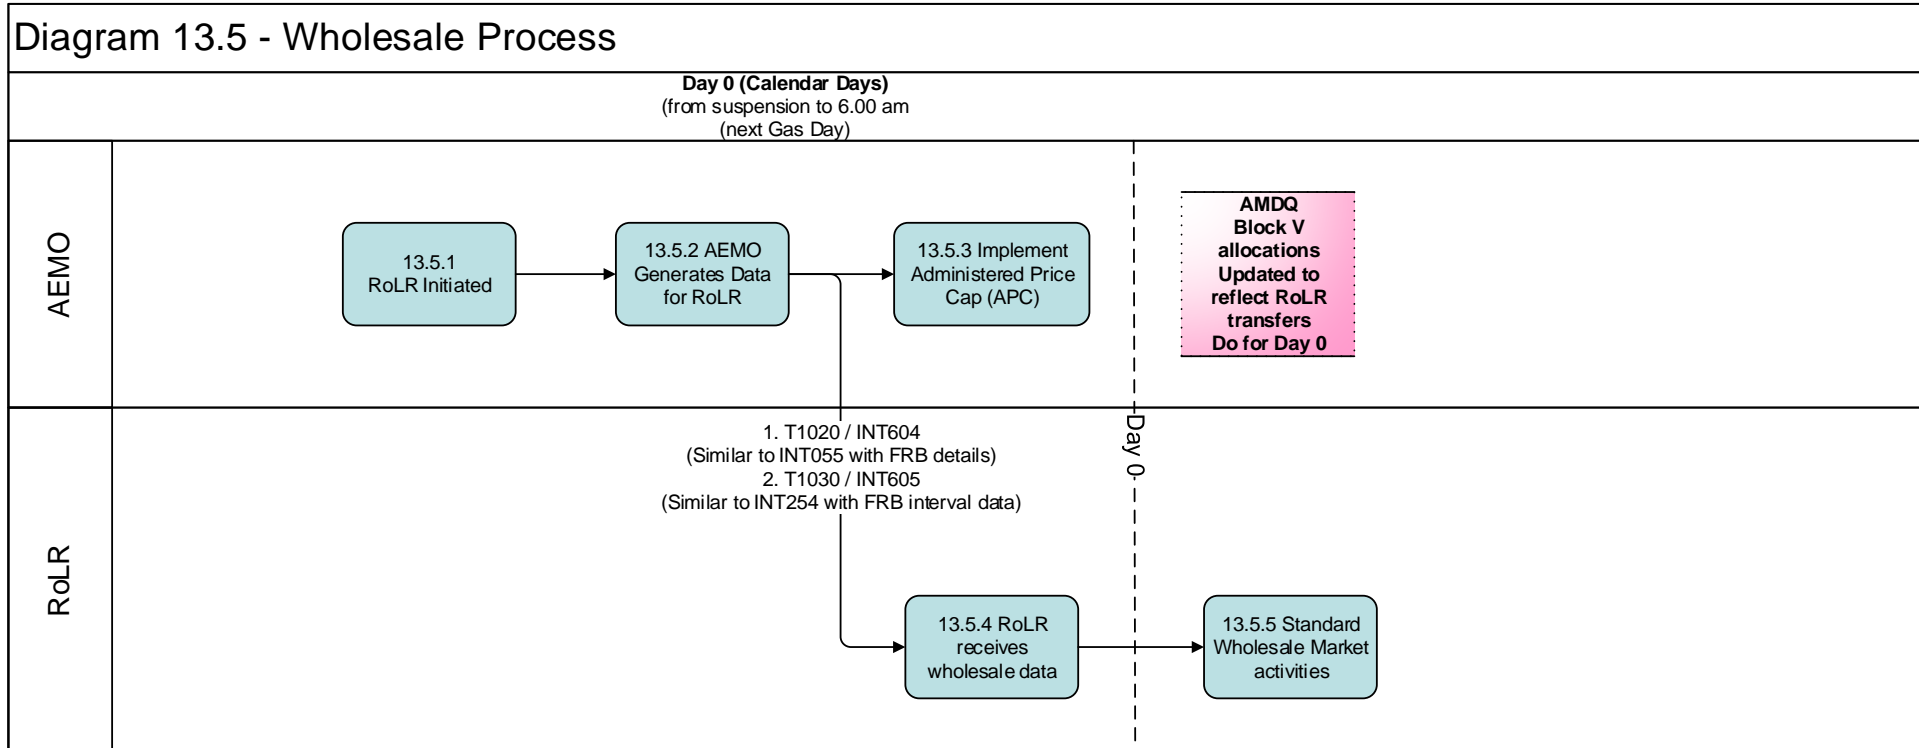 Diagram 13.5 - Wholesale Process
Day 0 (Calendar Days)
(from suspension to 6.00 am
(next Gas Day)
AEMO
13.5.1
RoLR Initiated
13.5.2 AEMO
Generates Data
for RoLR
13.5.3 Implement
Administered Price
Cap (APC)
AMDQ
Block V
allocations
Updated to
reflect RoLR
transfers
Do for Day 0
RoLR
1. T1020 / INT604
(Similar to INT055 with FRB details)
2. T1030 / INT605
(Similar to INT254 with FRB interval data)
Day 0
13.5.4 RoLR
receives
wholesale data
13.5.5 Standard
Wholesale Market
activities